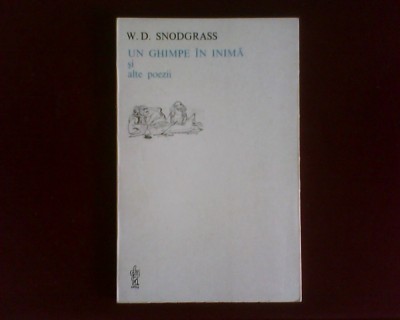 W. D. SNODGRASS
UN GHIMPE ÎN INIMĂ
și
alte poezii